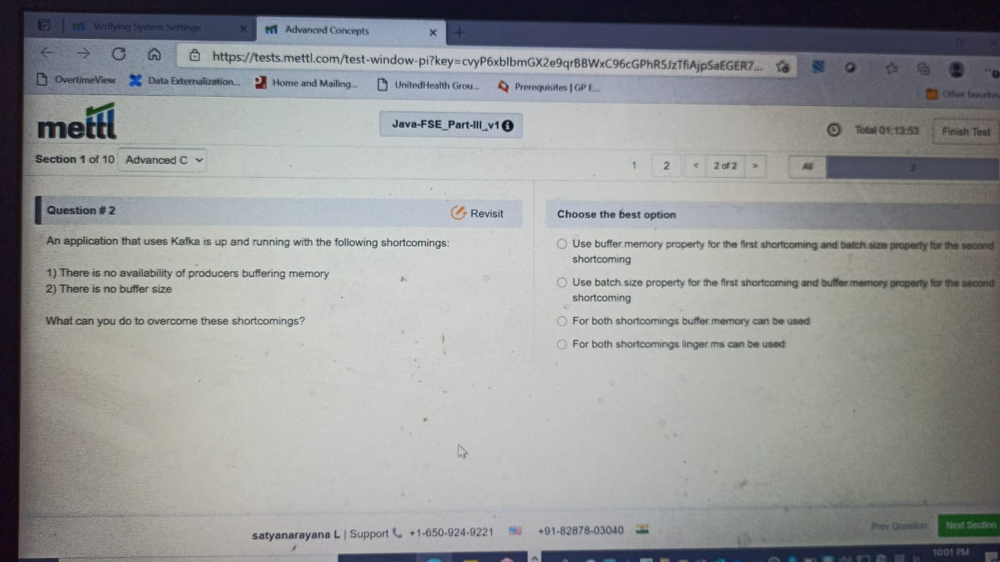 Verifying System Settings
Advanced Concepts
https://tests.mettl.com/test-window-pi?key=cvyP6xblbmGX2e9qrBBWxC96cGPhR5JzTfiAjpSaEGER7...
OvertimeView
Data Externalization...
Home and Mailing...
UnitedHealth Grou...
Prerequisites | GP E...
Other favorites
mettl
Java-FSE_Part-III_v1
Total 01:13:53
Finish Test
Section 1 of 10
Advanced C
1
2
<
2 of 2
>
All
2
Question # 2
Revisit
An application that uses Kafka is up and running with the following shortcomings:
1) There is no availability of producers buffering memory
2) There is no buffer size
What can you do to overcome these shortcomings?
Choose the best option
Use buffer.memory property for the first shortcoming and batch.size property for the second
shortcoming
Use batch.size property for the first shortcoming and buffer.memory property for the second
shortcoming
For both shortcomings buffer.memory can be used
For both shortcomings linger.ms can be used
satyanarayana L | Support +1-650-924-9221 +91-82878-03040
Prev Question
Next Section
10:01 PM